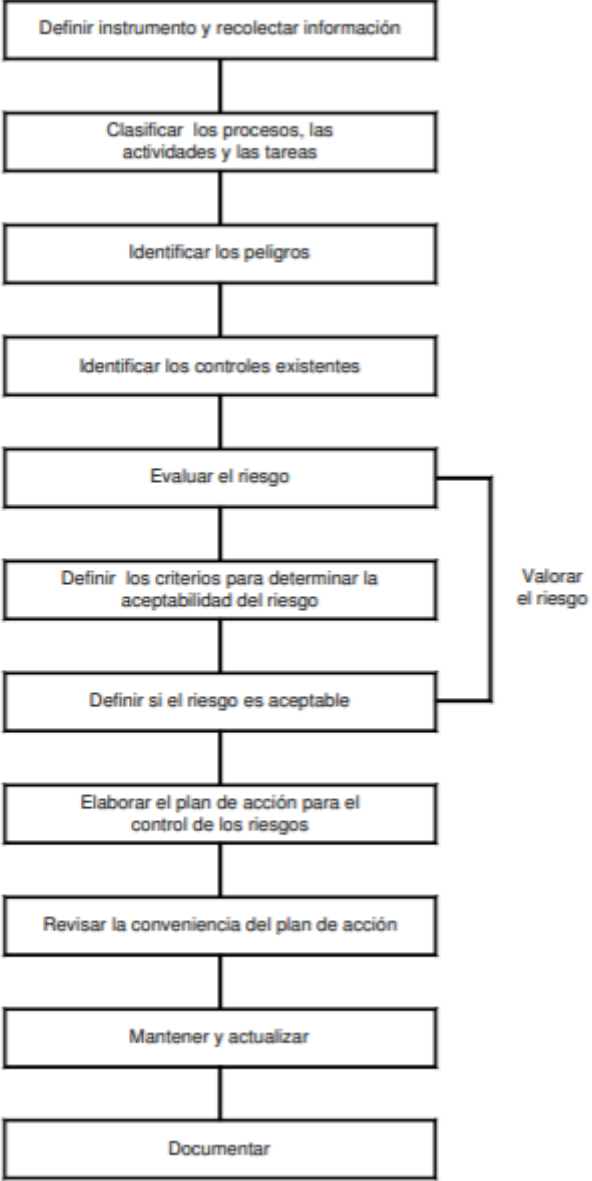 Definir instrumento y recolectar información
Clasificar los procesos, las
actividades y las tareas
Identificar los peligros
Identificar los controles existentes
Evaluar el riesgo
Definir los criterios para determinar la
aceptabilidad del riesgo
Valorar
el riesgo
Definir si el riesgo es aceptable
Elaborar el plan de acción para el
control de los riesgos
Revisar la conveniencia del plan de acción
Mantener y actualizar
Documentar